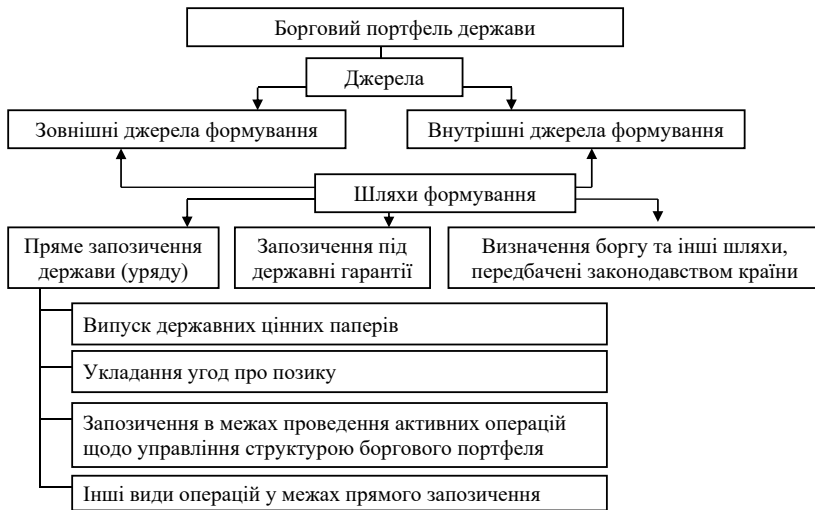 Борговий портфель держави
Джерела
Зовнішні джерела формування
Внутрішні джерела формування
Шляхи формування
Пряме запозичення
держави (уряду)
Запозичення під
державні гарантії
Визначення боргу та інші шляхи,
передбачені законодавством країни
Випуск державних цінних паперів
Укладання угод про позику
Запозичення в межах проведення активних операцій
щодо управління структурою боргового портфеля
Інші види операцій у межах прямого запозичення